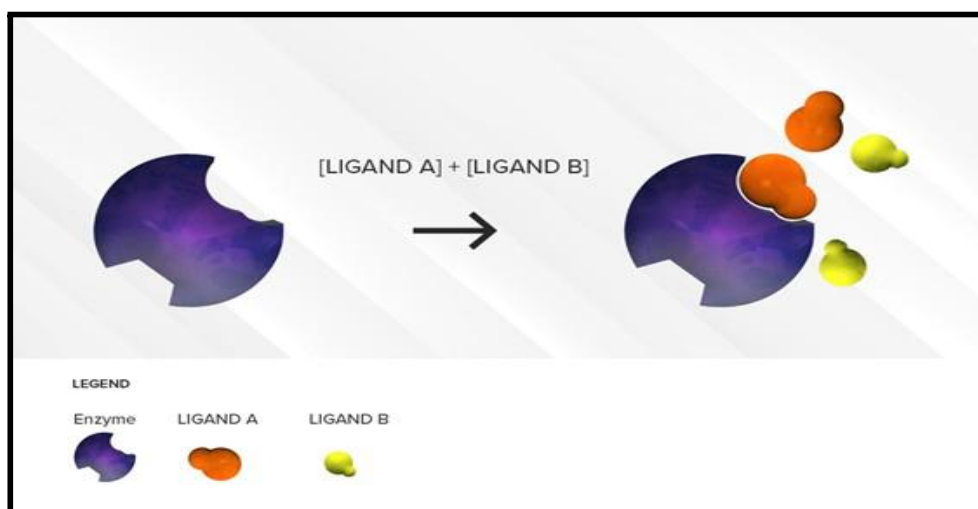 [LIGAND A] + [LIGAND B]
LEGEND
Enzyme LIGAND A LIGAND B